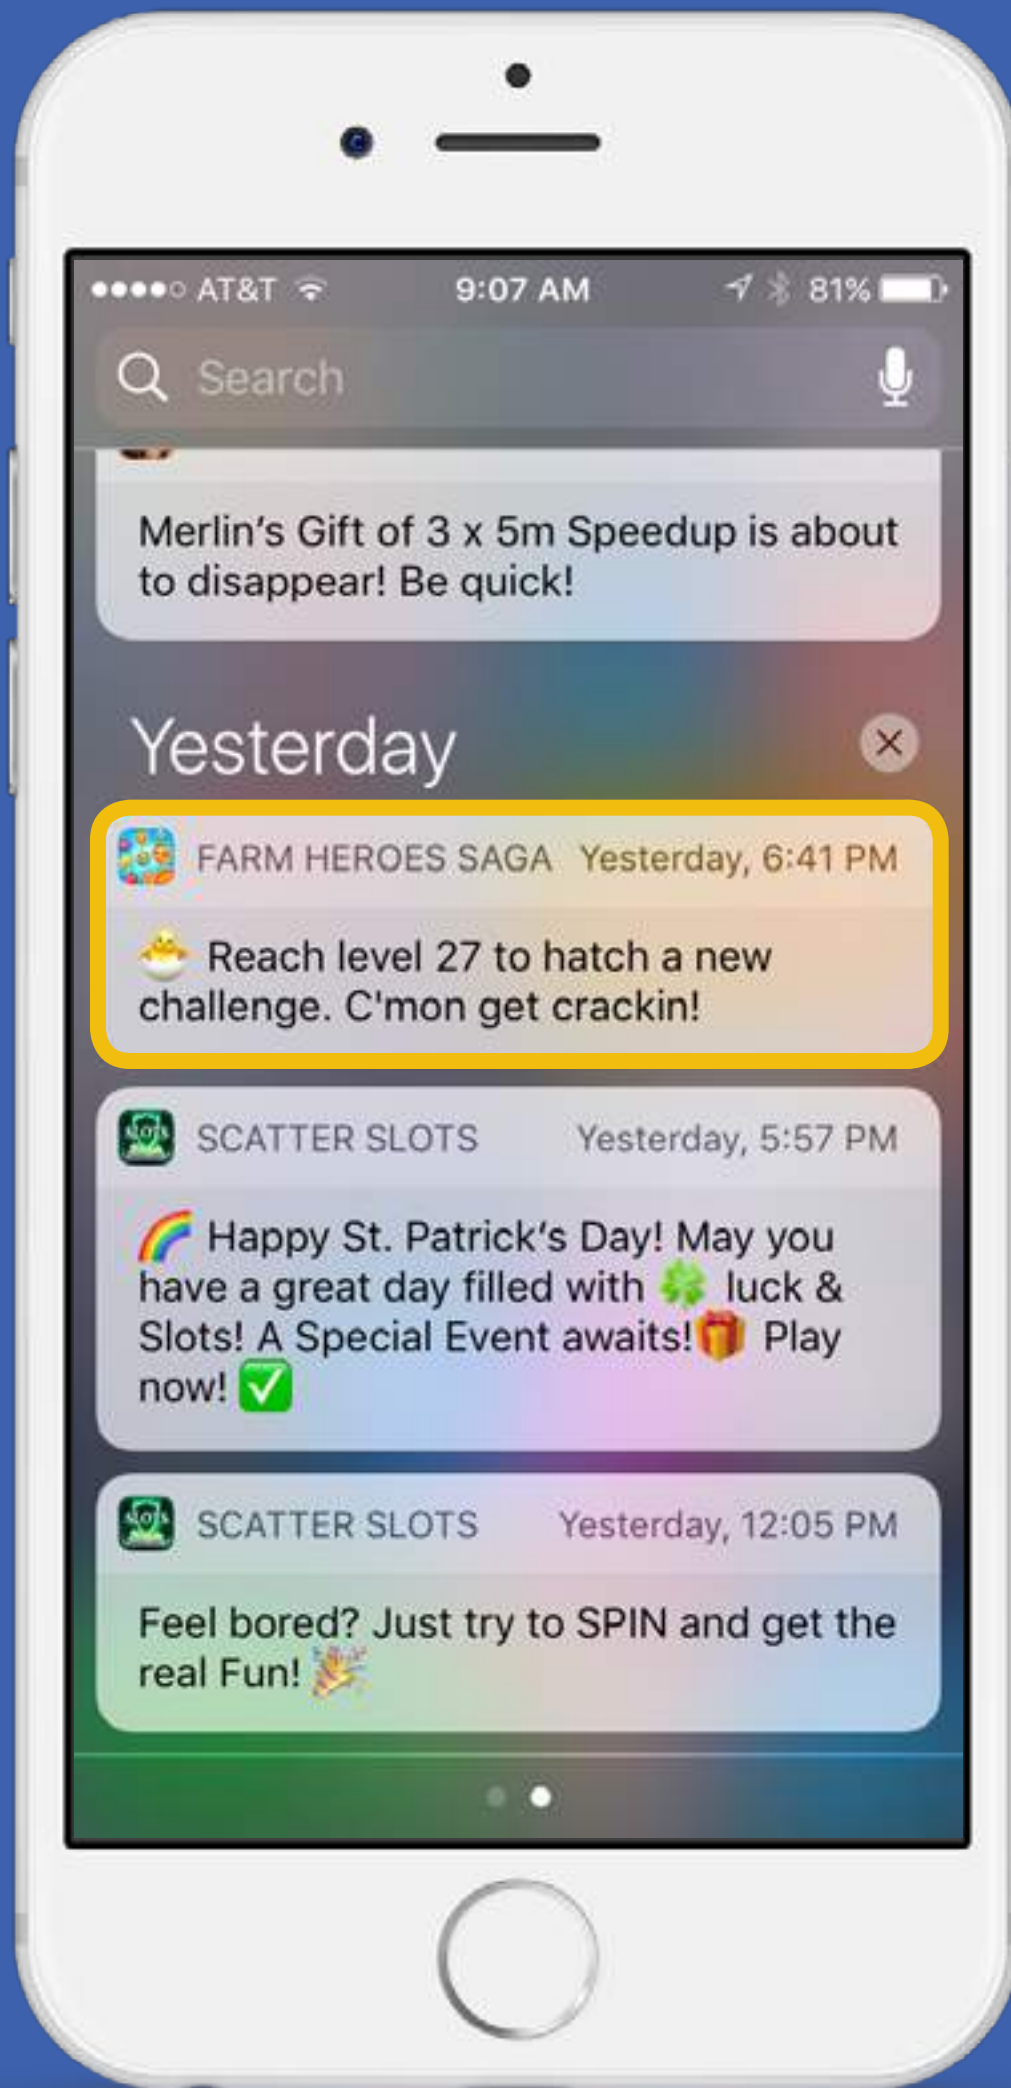 AT&T 9:07 AM 81%
Search
Merlin's Gift of 3 x 5m Speedup is about
to disappear! Be quick!
Yesterday
FARM HEROES SAGA Yesterday, 6:41 PM
🐣 Reach level 27 to hatch a new
challenge. C'mon get crackin!
SLOTS
SCATTER SLOTS Yesterday, 5:57 PM
🌈 Happy St. Patrick's Day! May you
have a great day filled with 🍀 luck &
Slots! A Special Event awaits!🎁 Play
now! ✅
SLOTS
SCATTER SLOTS Yesterday, 12:05 PM
Feel bored? Just try to SPIN and get the
real Fun! 🎉